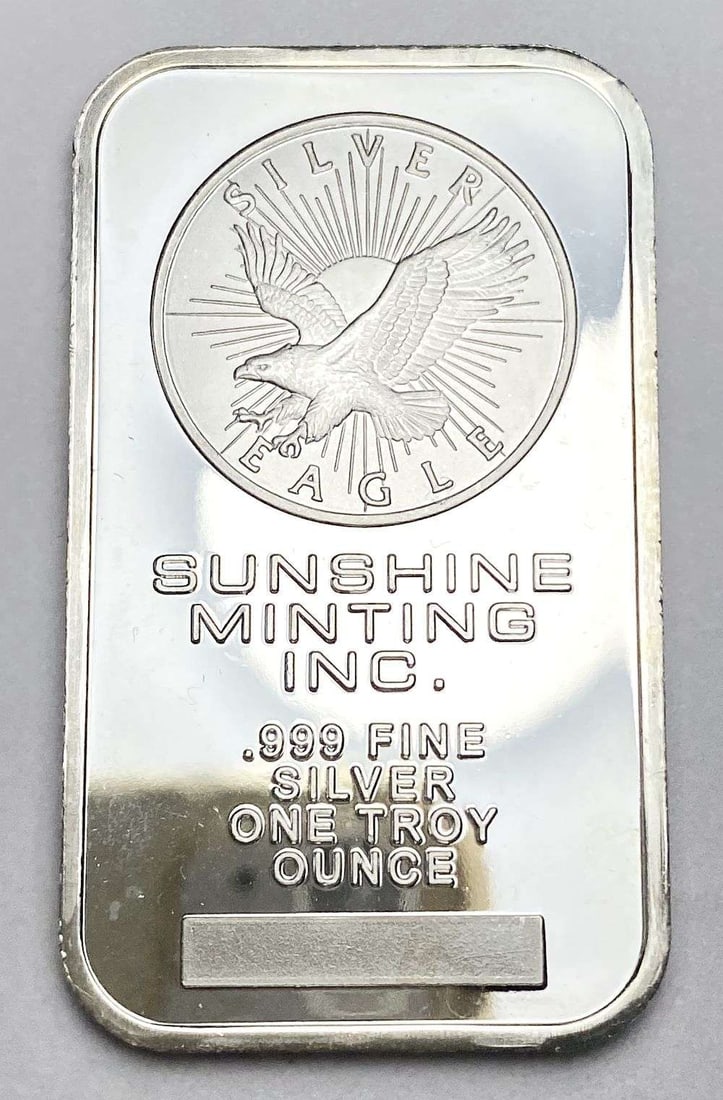 SILVER
EAGLE
SUNSHINE
MINTING
INC.
.999 FINE
SILVER
ONE TROY
OUNCE